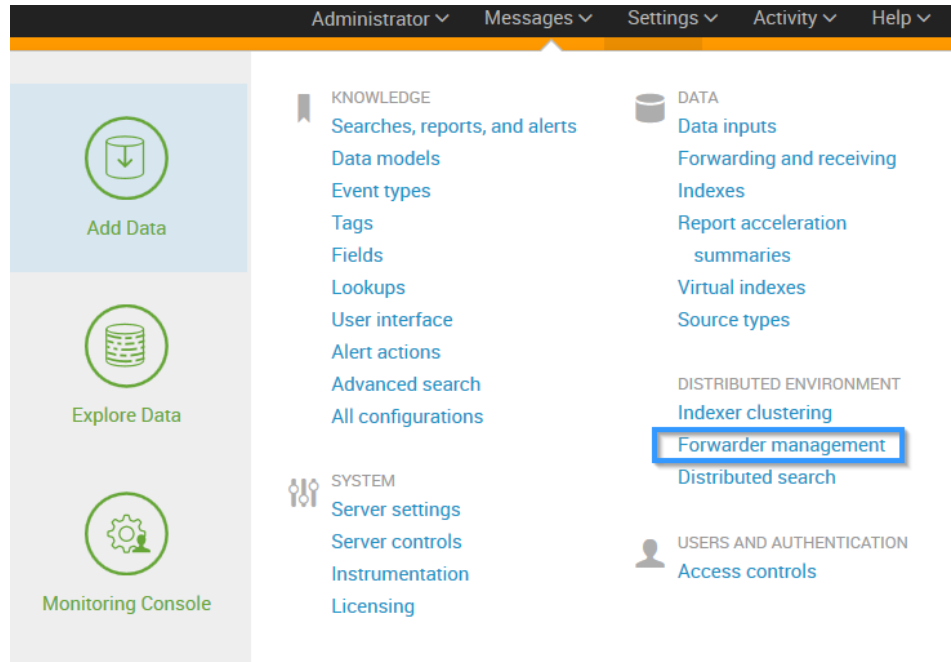 Administrator Messages Settings Activity Help
Add Data
Explore Data
Monitoring Console
KNOWLEDGE
Searches, reports, and alerts
Data models
Event types
Tags
Fields
Lookups
User interface
Alert actions
Advanced search
All configurations
SYSTEM
Server settings
Server controls
Instrumentation
Licensing
DATA
Data inputs
Forwarding and receiving
Indexes
Report acceleration
summaries
Virtual indexes
Source types
DISTRIBUTED ENVIRONMENT
Indexer clustering
Forwarder management
Distributed search
USERS AND AUTHENTICATION
Access controls